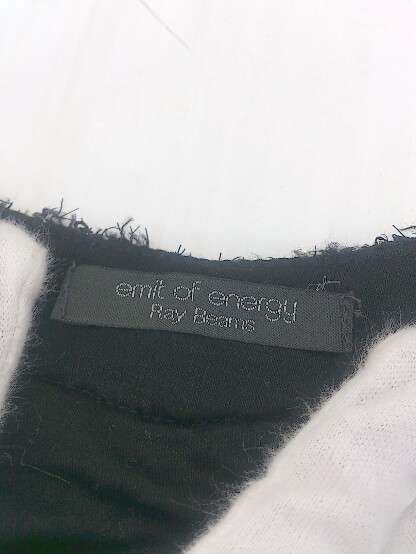 emit of energy
Ray Beams